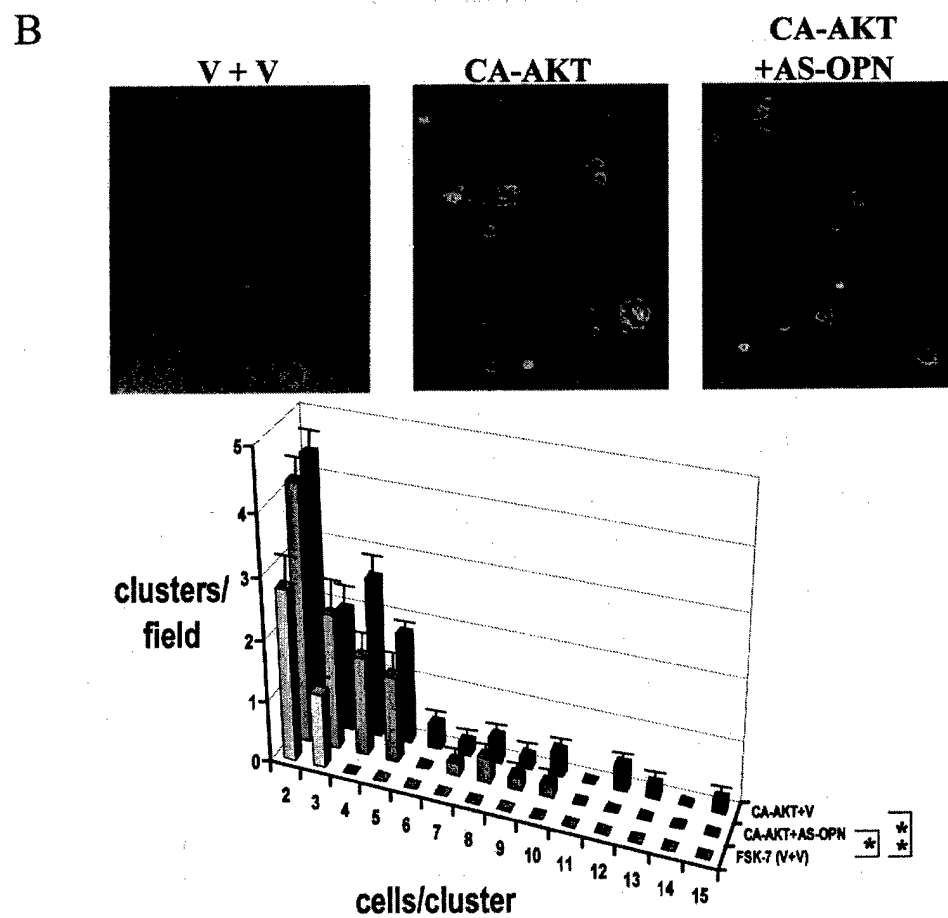 B
V + V
CA-AKT
CA-AKT
+AS-OPN
5
4
3
2
1
0
clusters/
field
2
3
4
5
6
7
8
9
10
11
12
13
14
15
cells/cluster
CA-AKT+V
CA-AKT+AS-OPN
FSK-7 (V+V)
*
*
*